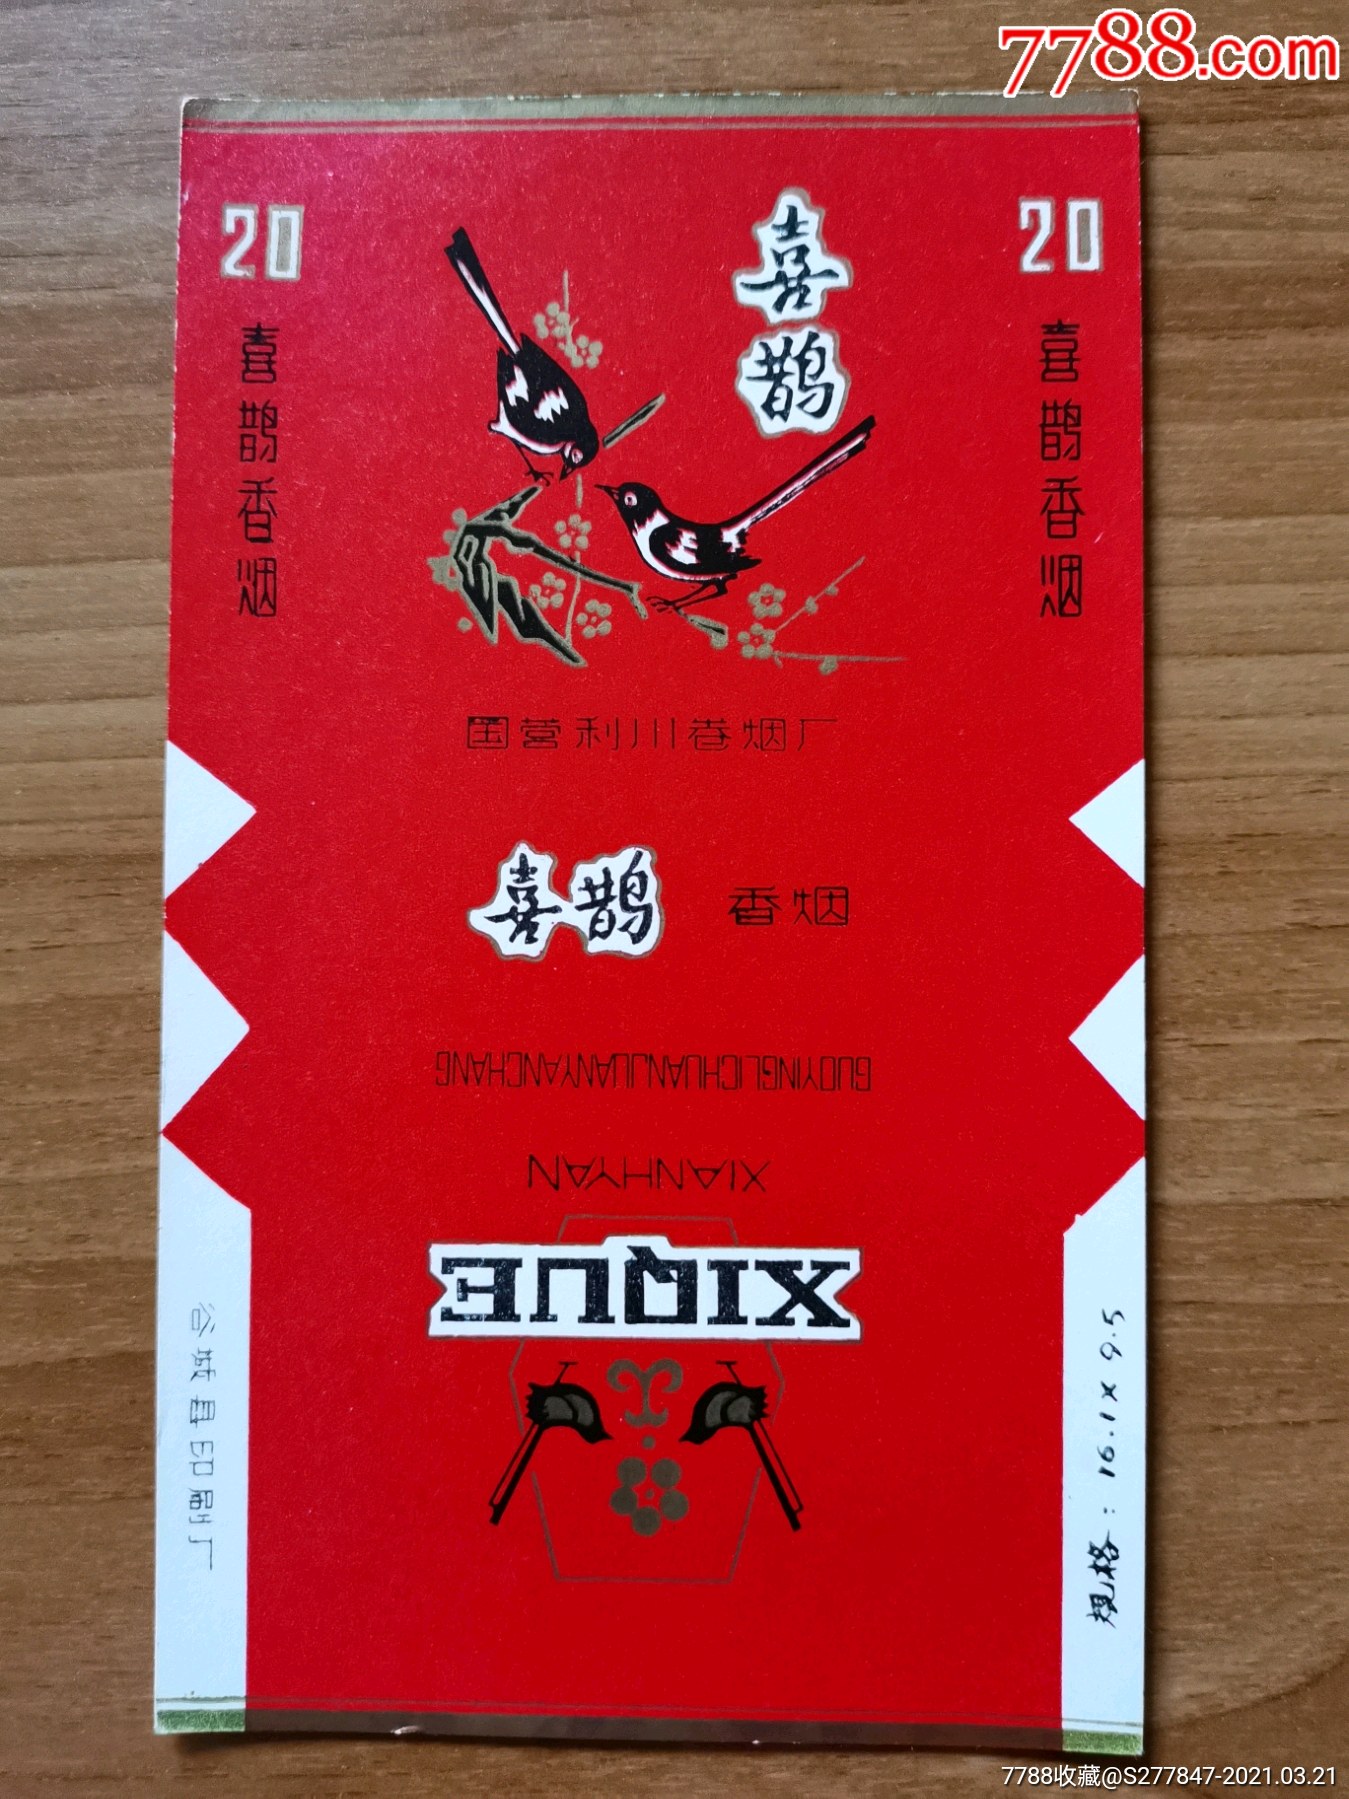 7788.com
20
20
喜鹊
喜鹊香烟
喜鹊香烟
国营利川卷烟厂
喜鹊 香烟
GUOYINGLICHUANJUANYANCHANG
XIANHYAN
XIQUE
谷城县印刷厂
规格：16.1×9.5
7788收藏@S277847-2021.03.21